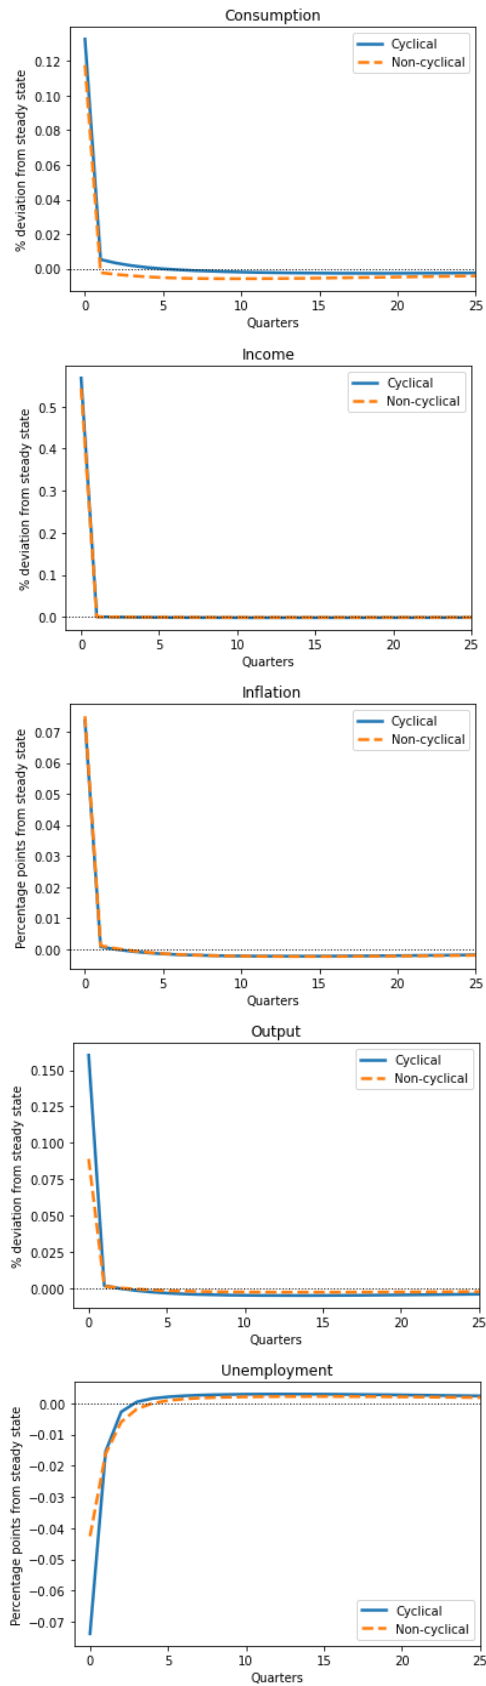 Consumption
Cyclical
Non-cyclical
% deviation from steady state
0.12
0.10
0.08
0.06
0.04
0.02
0.00
0 5 10 15 20 25
Quarters
Income
Cyclical
Non-cyclical
% deviation from steady state
0.5
0.4
0.3
0.2
0.1
0.0
0 5 10 15 20 25
Quarters
Inflation
Cyclical
Non-cyclical
Percentage points from steady state
0.07
0.06
0.05
0.04
0.03
0.02
0.01
0.00
0 5 10 15 20 25
Quarters
Output
Cyclical
Non-cyclical
% deviation from steady state
0.150
0.125
0.100
0.075
0.050
0.025
0.000
0 5 10 15 20 25
Quarters
Unemployment
Percentage points from steady state
0.00
−0.01
−0.02
−0.03
−0.04
−0.05
−0.06
−0.07
Cyclical
Non-cyclical
0 5 10 15 20 25
Quarters